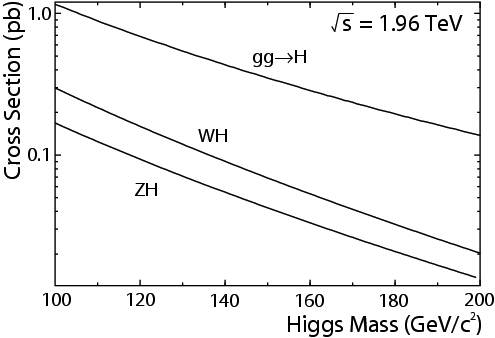 1.0
√s = 1.96 TeV
gg→H
Cross Section (pb)
WH
0.1
ZH
100 120 140 160 180 200
Higgs Mass (GeV/c²)